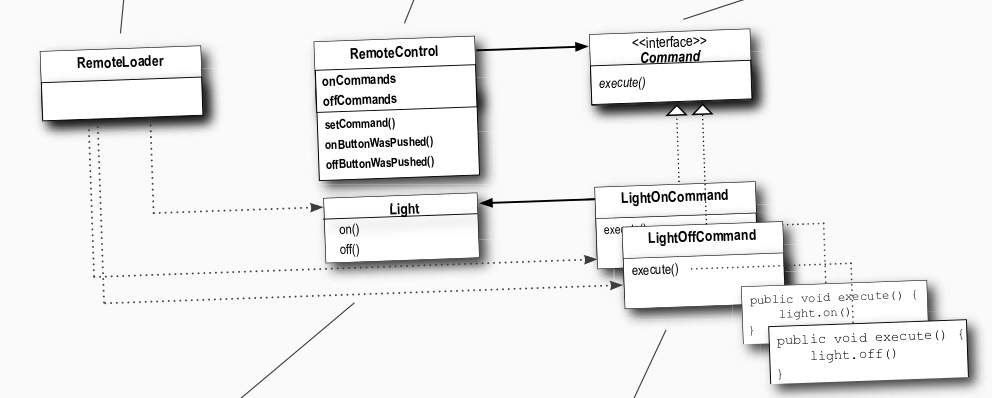 RemoteLoader
RemoteControl
onCommands
offCommands
setCommand()
onButtonWasPushed()
offButtonWasPushed()
<<interface>>
Command
execute()
Light
on()
off()
LightOnCommand
LightOffCommand
execute()
public void execute() {
light.on()
}
public void execute() {
light.off()
}